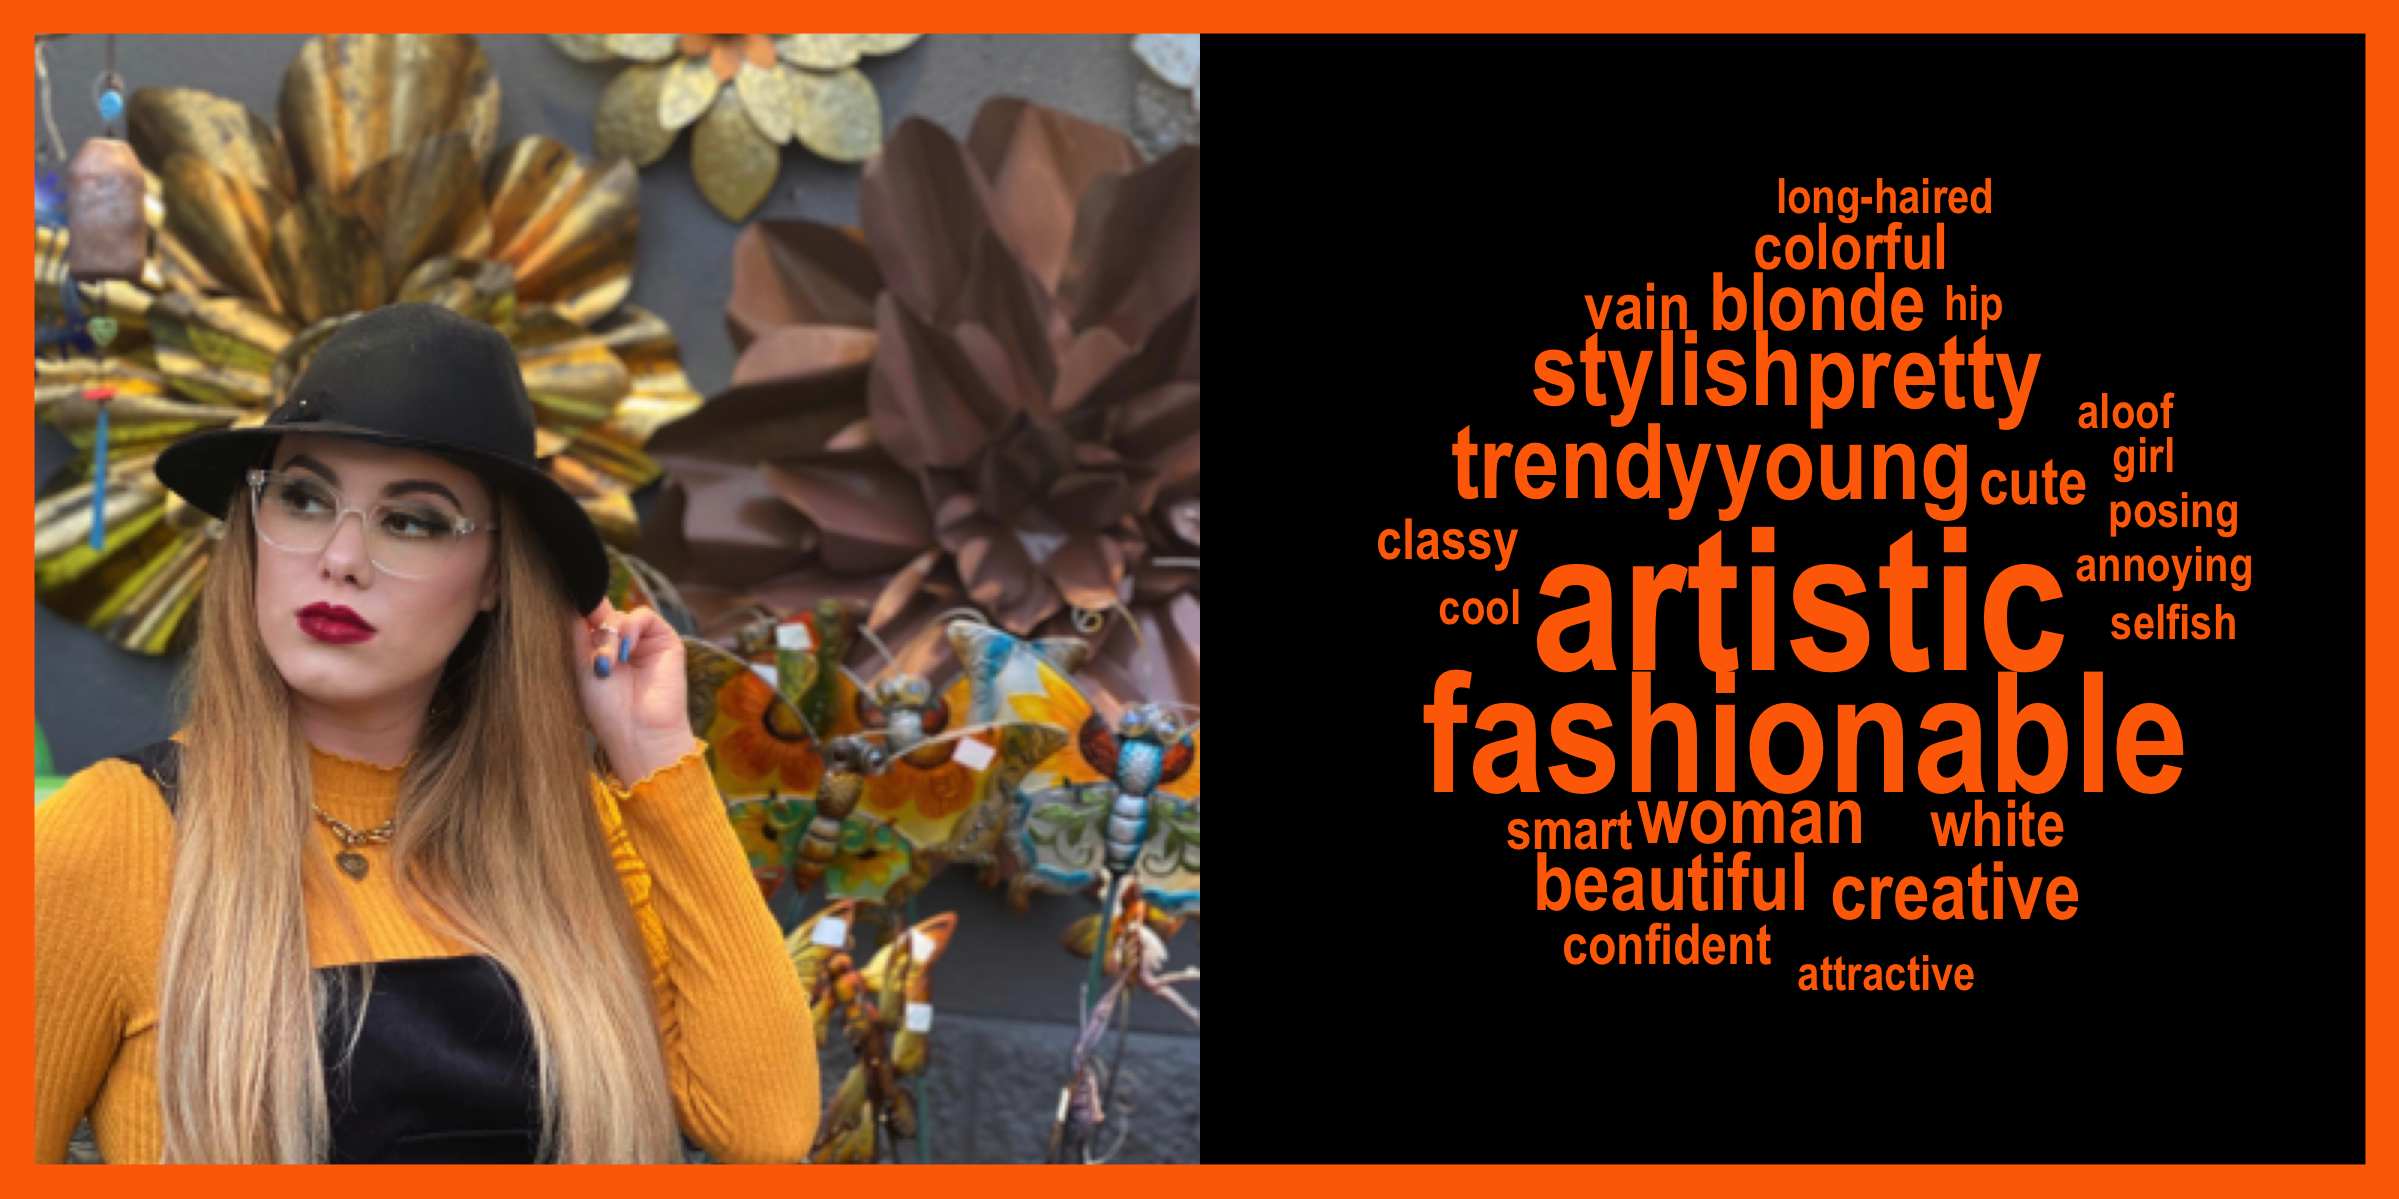 long-haired
colorful
vain blonde hip
stylish pretty
aloof
trendy young cute girl
posing
classy
artistic annoying
cool selfish
fashionable
smart woman white
beautiful creative
confident
attractive